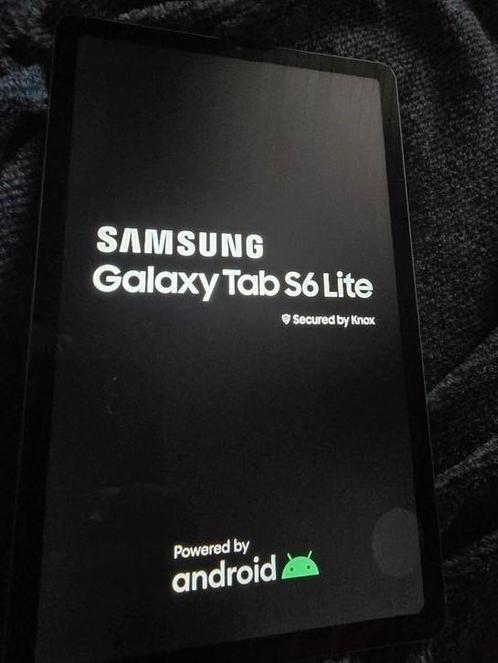 SAMSUNG
Galaxy Tab S6 Lite
Secured by Knox
Powered by
android